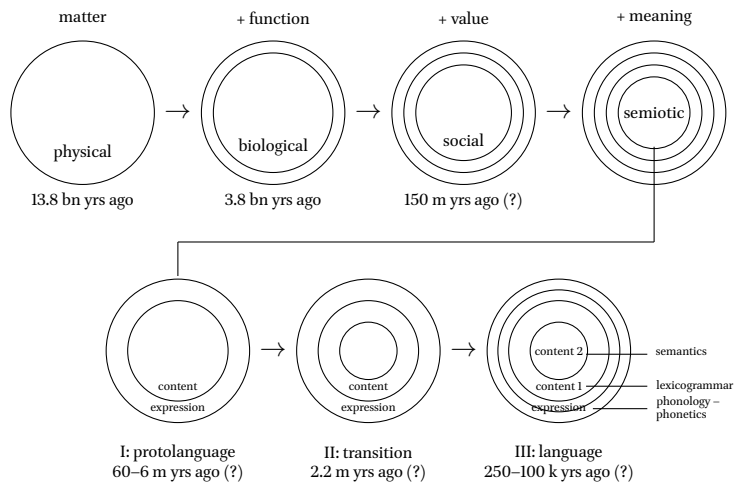 matter
+ function
+ value
+ meaning
physical
biological
social
semiotic
13.8 bn yrs ago
3.8 bn yrs ago
150 m yrs ago (?)
content
expression
content
expression
content 2
content 1
expression
semantics
lexicogrammar
phonology –
phonetics
I: protolanguage
60–6 m yrs ago (?)
II: transition
2.2 m yrs ago (?)
III: language
250–100 k yrs ago (?)